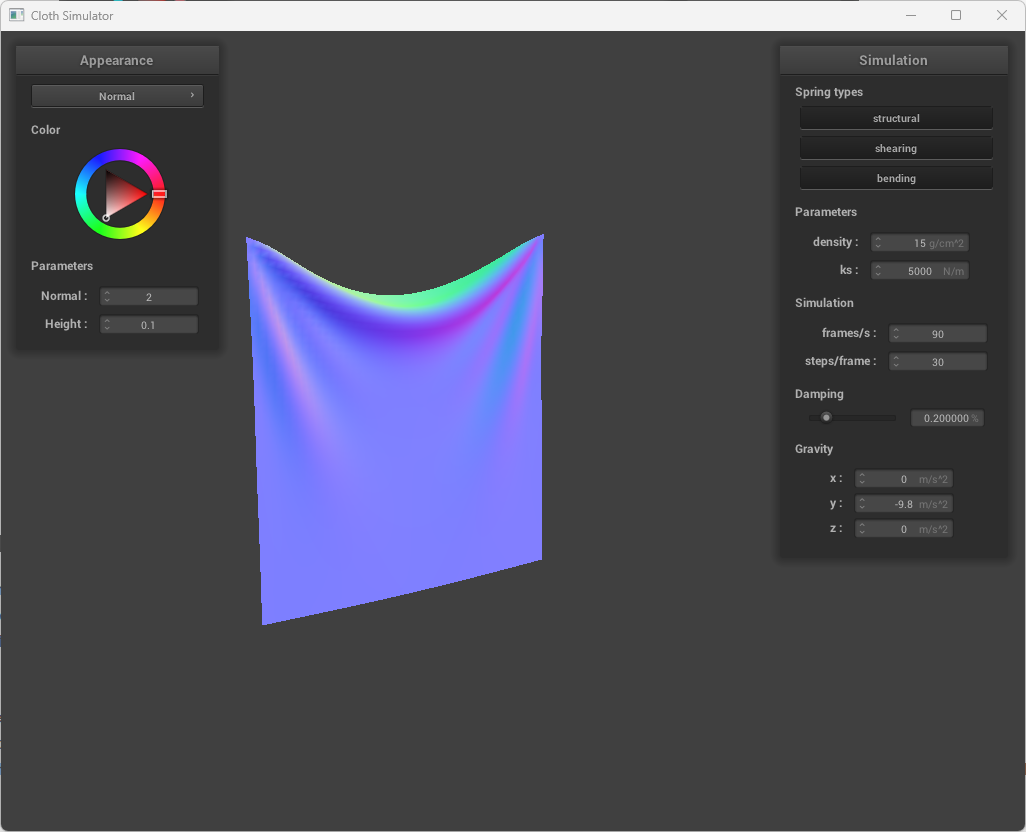 Cloth Simulator
Appearance
Normal
Color
Parameters
Normal :
2
Height :
0.1
Simulation
Spring types
structural
shearing
bending
Parameters
density :
15 g/cm^2
ks :
5000 N/m
Simulation
frames/s :
90
steps/frame :
30
Damping
0.200000 %
Gravity
x :
0 m/s^2
y :
-9.8 m/s^2
z :
0 m/s^2